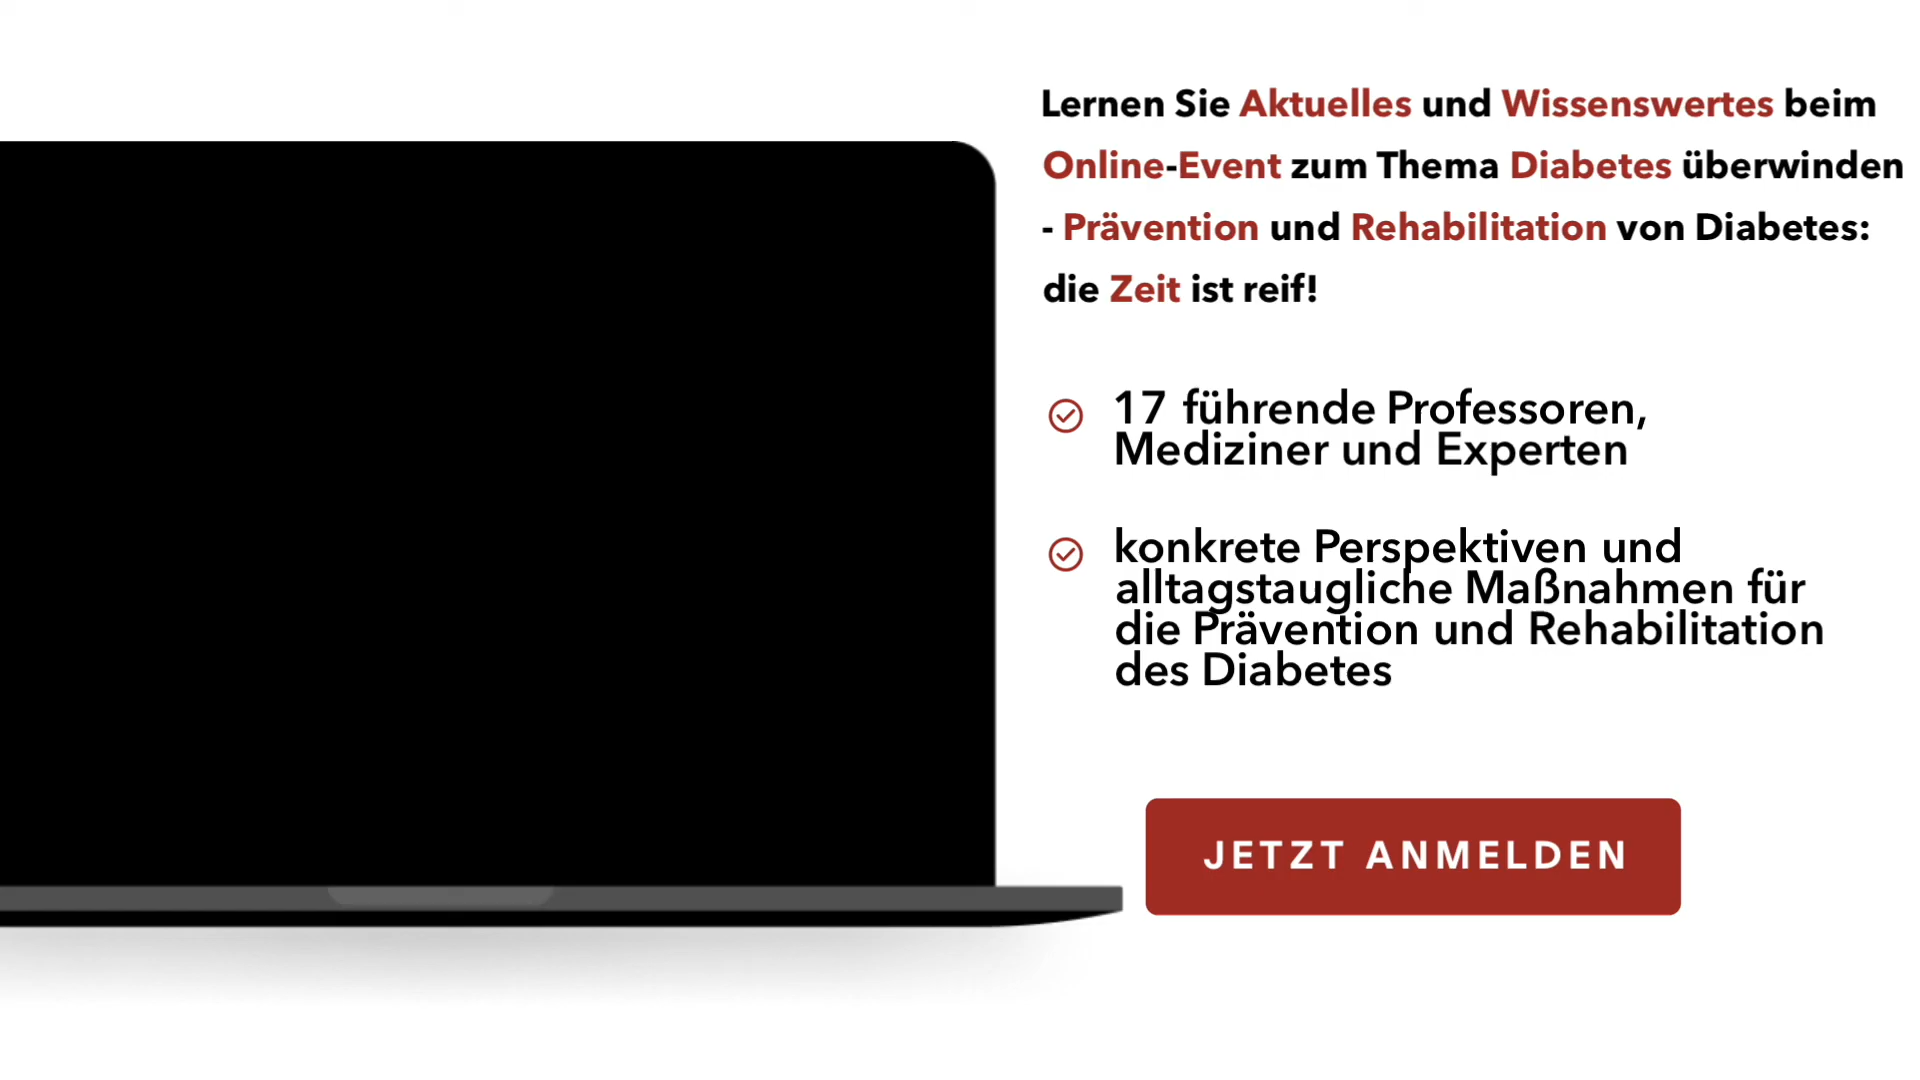 Lernen Sie Aktuelles und Wissenswertes beim
Online-Event zum Thema Diabetes überwinden
- Prävention und Rehabilitation von Diabetes:
die Zeit ist reif!
17 führende Professoren,
Mediziner und Experten
konkrete Perspektiven und
alltagstaugliche Maßnahmen für
die Prävention und Rehabilitation
des Diabetes
JETZT ANMELDEN